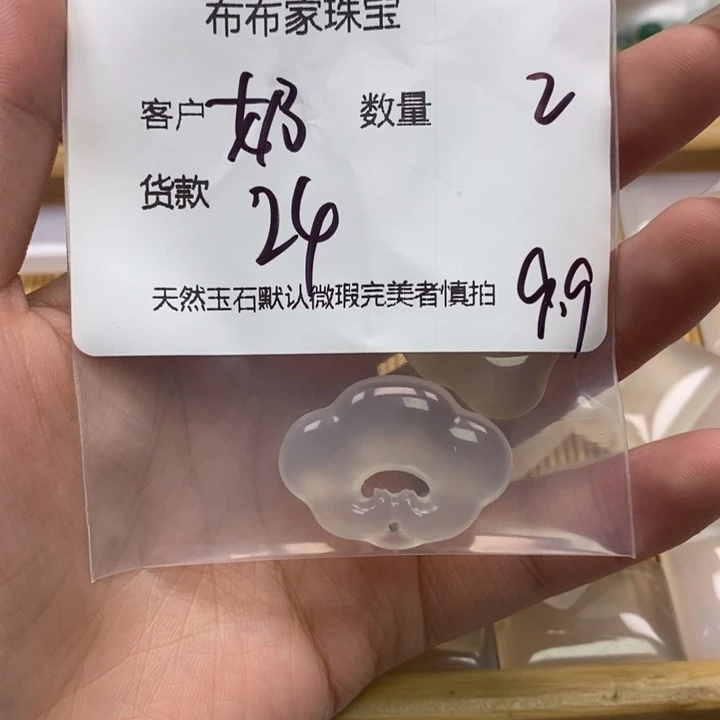 布布家珠宝
客户 奶 数量 2
货款 24
天然玉石默认微瑕完美者慎拍 9.9